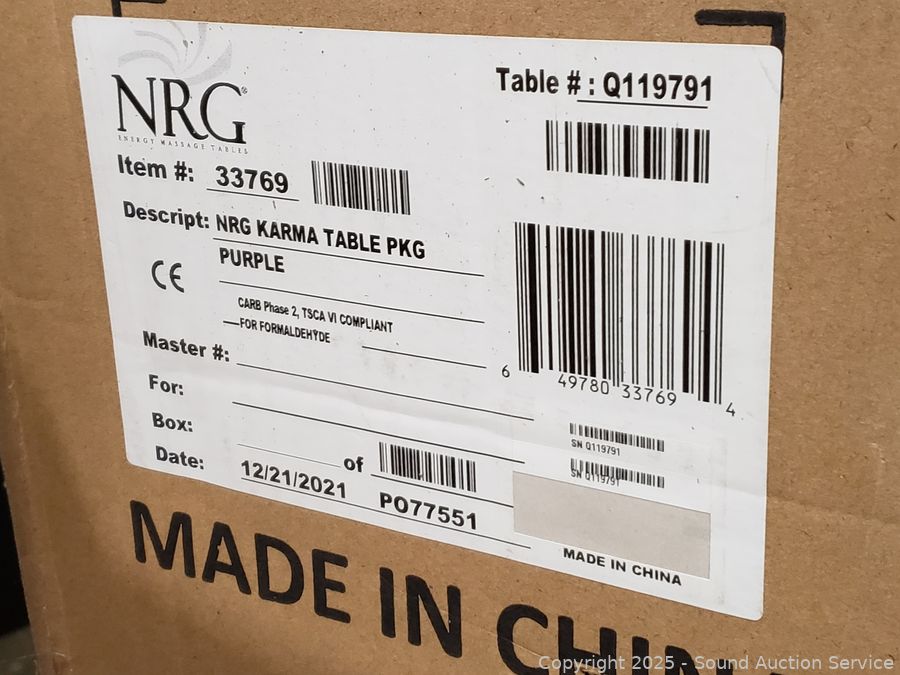 NRG®
ENERGY MASSAGE TABLES
Table #: Q119791
Item #: 33769
Descript: NRG KARMA TABLE PKG
PURPLE
CE
CARB Phase 2, TSCA VI COMPLIANT
FOR FORMALDEHYDE
Master #:
6 49780 33769 4
For:
Box:
of
SN Q119791
SN Q119791
Date: 12/21/2021 PO77551
MADE IN CHINA
MADE IN CHINA
Copyright 2025 - Sound Auction Service